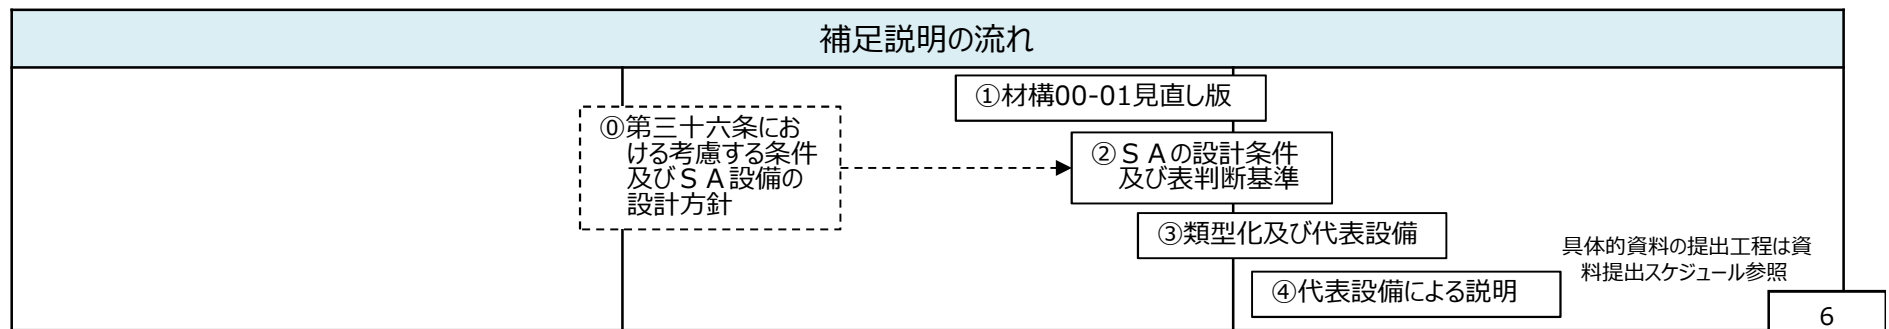 補足説明の流れ
①材構00-01見直し版
⓪第三十六条にお
ける考慮する条件
及びＳＡ設備の
設計方針
②ＳＡの設計条件
及び表判断基準
③類型化及び代表設備
具体的資料の提出工程は資
料提出スケジュール参照
④代表設備による説明
6